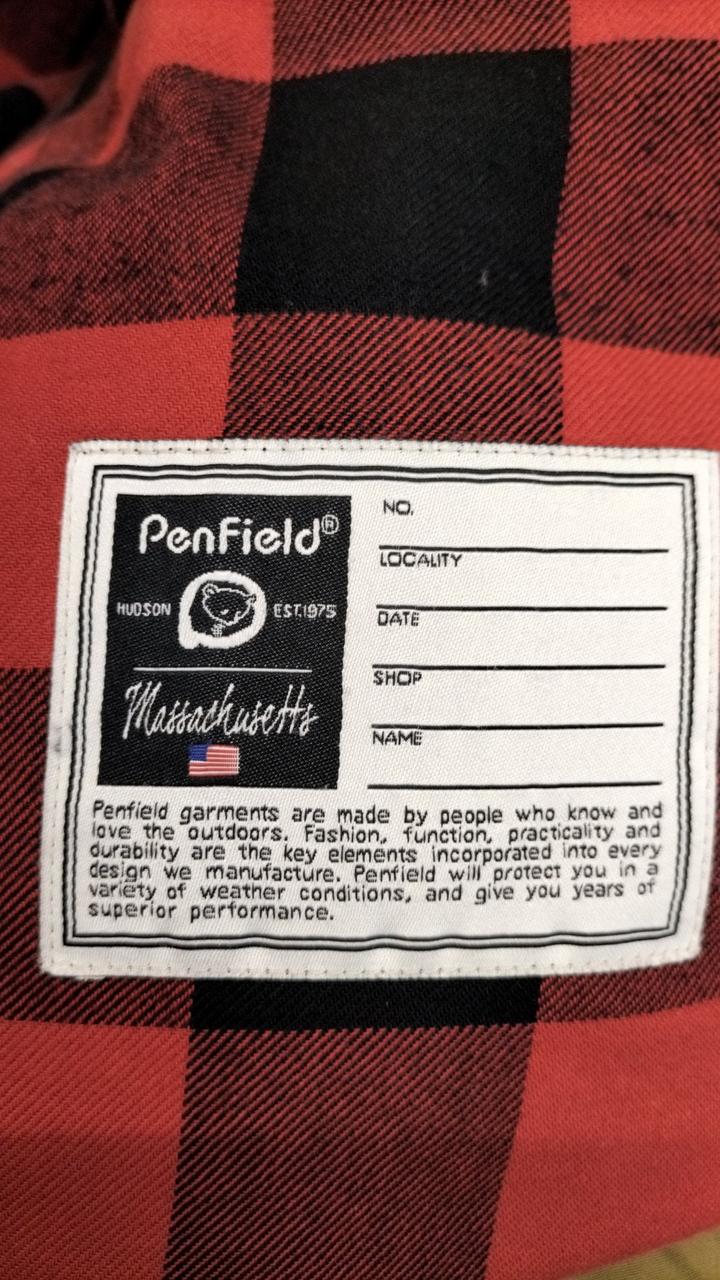 PenField®
HUDSON EST.1975
Massachusetts
NO.
LOCALITY
DATE
SHOP
NAME
Penfield garments are made by people who know and
love the outdoors. Fashion, function, practicality and
durability are the key elements incorporated into every
design we manufacture. Penfield will protect you in a
variety of weather conditions, and give you years of
superior performance.